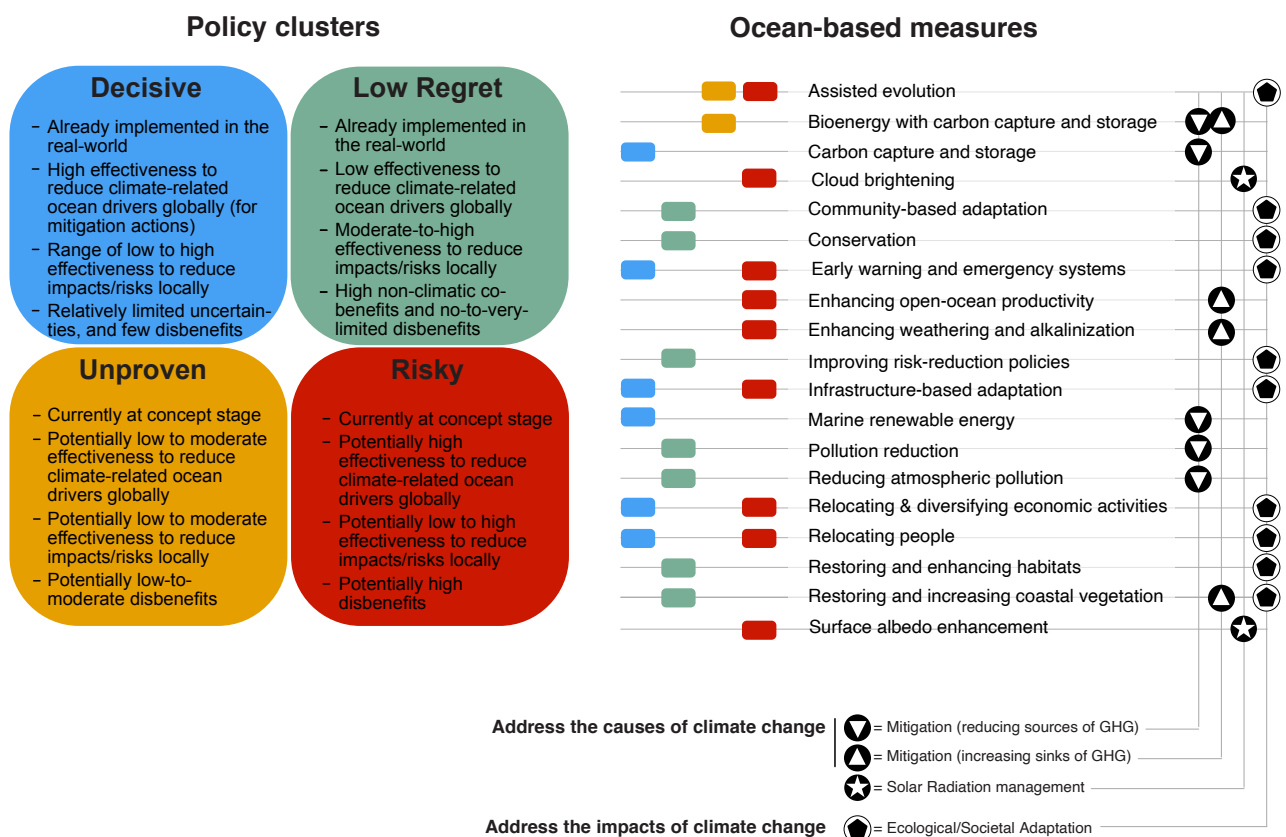 Policy clusters
Decisive
– Already implemented in the
real-world
– High effectiveness to
reduce climate-related
ocean drivers globally (for
mitigation actions)
– Range of low to high
effectiveness to reduce
impacts/risks locally
– Relatively limited uncertain-
ties, and few disbenefits
Low Regret
– Already implemented in
the real-world
– Low effectiveness to
reduce climate-related
ocean drivers globally
– Moderate-to-high
effectiveness to reduce
impacts/risks locally
– High non-climatic co-
benefits and no-to-very-
limited disbenefits
Unproven
– Currently at concept stage
– Potentially low to moderate
effectiveness to reduce
climate-related ocean
drivers globally
– Potentially low to moderate
effectiveness to reduce
impacts/risks locally
– Potentially low-to-
moderate disbenefits
Risky
– Currently at concept stage
– Potentially high
effectiveness to reduce
climate-related ocean
drivers globally
– Potentially low to high
effectiveness to reduce
impacts/risks locally
– Potentially high
disbenefits
Ocean-based measures
Assisted evolution
Bioenergy with carbon capture and storage
Carbon capture and storage
Cloud brightening
Community-based adaptation
Conservation
Early warning and emergency systems
Enhancing open-ocean productivity
Enhancing weathering and alkalinization
Improving risk-reduction policies
Infrastructure-based adaptation
Marine renewable energy
Pollution reduction
Reducing atmospheric pollution
Relocating & diversifying economic activities
Relocating people
Restoring and enhancing habitats
Restoring and increasing coastal vegetation
Surface albedo enhancement
Address the causes of climate change
= Mitigation (reducing sources of GHG)
= Mitigation (increasing sinks of GHG)
= Solar Radiation management
Address the impacts of climate change
= Ecological/Societal Adaptation